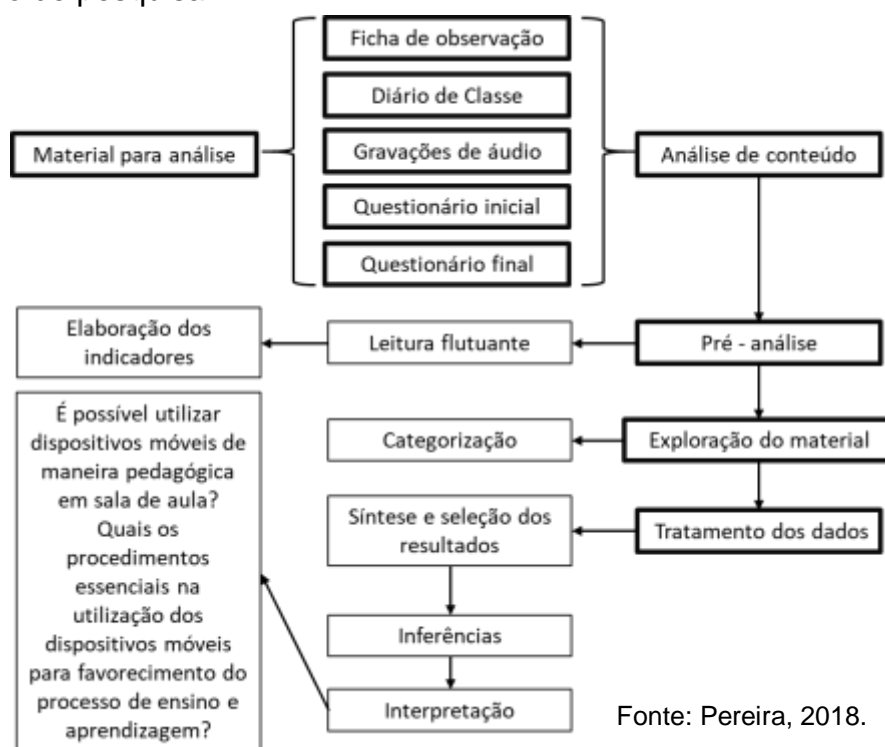 Ficha de observação
Diário de Classe
Material para análise
Gravações de áudio
Análise de conteúdo
Questionário inicial
Questionário final
Elaboração dos
indicadores
Leitura flutuante
Pré - análise
É possível utilizar
dispositivos móveis de
maneira pedagógica
em sala de aula?
Quais os
procedimentos
essenciais na
utilização dos
dispositivos móveis
para favorecimento do
processo de ensino e
aprendizagem?
Categorização
Exploração do material
Síntese e seleção dos
resultados
Tratamento dos dados
Inferências
Interpretação
Fonte: Pereira, 2018.